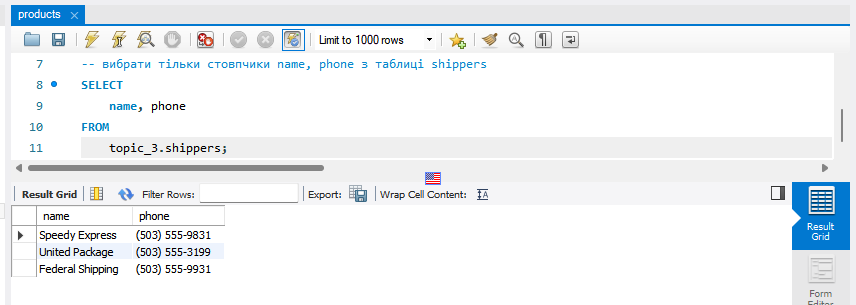 products
Limit to 1000 rows
7 -- вибрати тільки стовпчики name, phone з таблиці shippers
8 SELECT
9 name, phone
10 FROM
11 topic_3.shippers;
Result Grid Filter Rows: Export: Wrap Cell Content:
name phone
Speedy Express (503) 555-9831
United Package (503) 555-3199
Federal Shipping (503) 555-9931
Result
Grid
Form
Editor